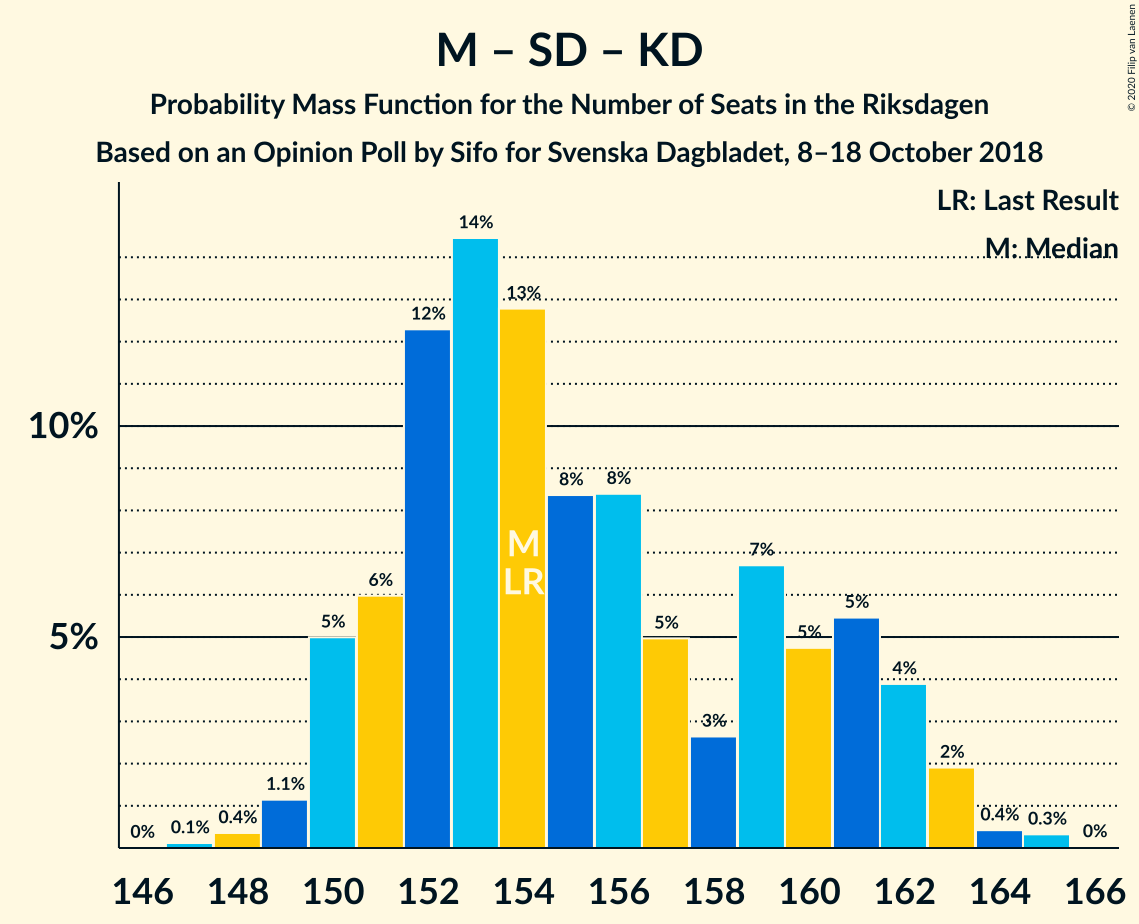 M – SD – KD
Probability Mass Function for the Number of Seats in the Riksdagen
Based on an Opinion Poll by Sifo for Svenska Dagbladet, 8–18 October 2018
© 2020 Filip van Laenen
LR: Last Result
M: Median
10%
5%
0%
0.1%
0.4%
1.1%
5%
6%
12%
14%
13%
8%
8%
5%
3%
7%
5%
5%
4%
2%
0.4%
0.3%
0%
M
LR
146 148 150 152 154 156 158 160 162 164 166